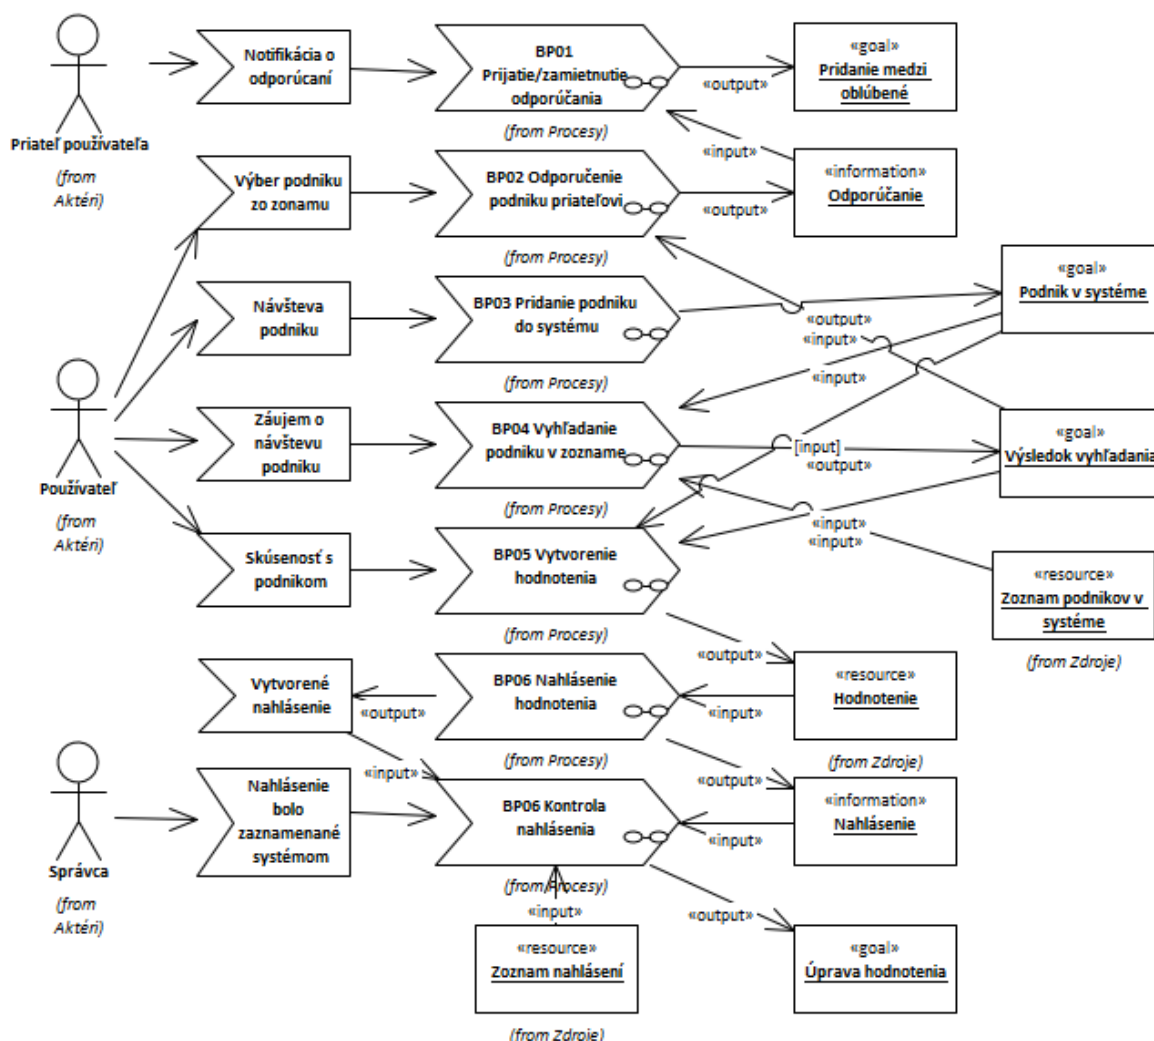 Notifikácia o
odporúcaní
BP01
Prijatie/zamietnutie
odporúčania
(from Procesy)
«output»
«goal»
Pridanie medzi
oblúbené
Priateľ používateľa
(from
Aktéri)
«input»
Výber podniku
zo zonamu
BP02 Odporučenie
podniku priateľovi
(from Procesy)
«output»
«information»
Odporúčanie
Návšteva
podniku
BP03 Pridanie podniku
do systému
(from Procesy)
«output»
«input»
«input»
«goal»
Podnik v systéme
Používateľ
(from
Aktéri)
Záujem o
návštevu
podniku
BP04 Vyhľadanie
podniku v zozname
(from Procesy)
[input]
«output»
«goal»
Výsledok vyhľadania
«input»
«input»
Skúsenosť s
podnikom
BP05 Vytvorenie
hodnotenia
(from Procesy)
«resource»
Zoznam podnikov v
systéme
(from Zdroje)
«output»
Vytvorené
nahlásenie
«output»
BP06 Nahlásenie
hodnotenia
(from Procesy)
«input»
«resource»
Hodnotenie
(from Zdroje)
«input»
«output»
Správca
(from
Aktéri)
Nahlásenie
bolo
zaznamenané
systémom
BP06 Kontrola
nahlásenia
(from Procesy)
«input»
«information»
Nahlásenie
«input»
«output»
«resource»
Zoznam nahlásení
(from Zdroje)
«goal»
Úprava hodnotenia